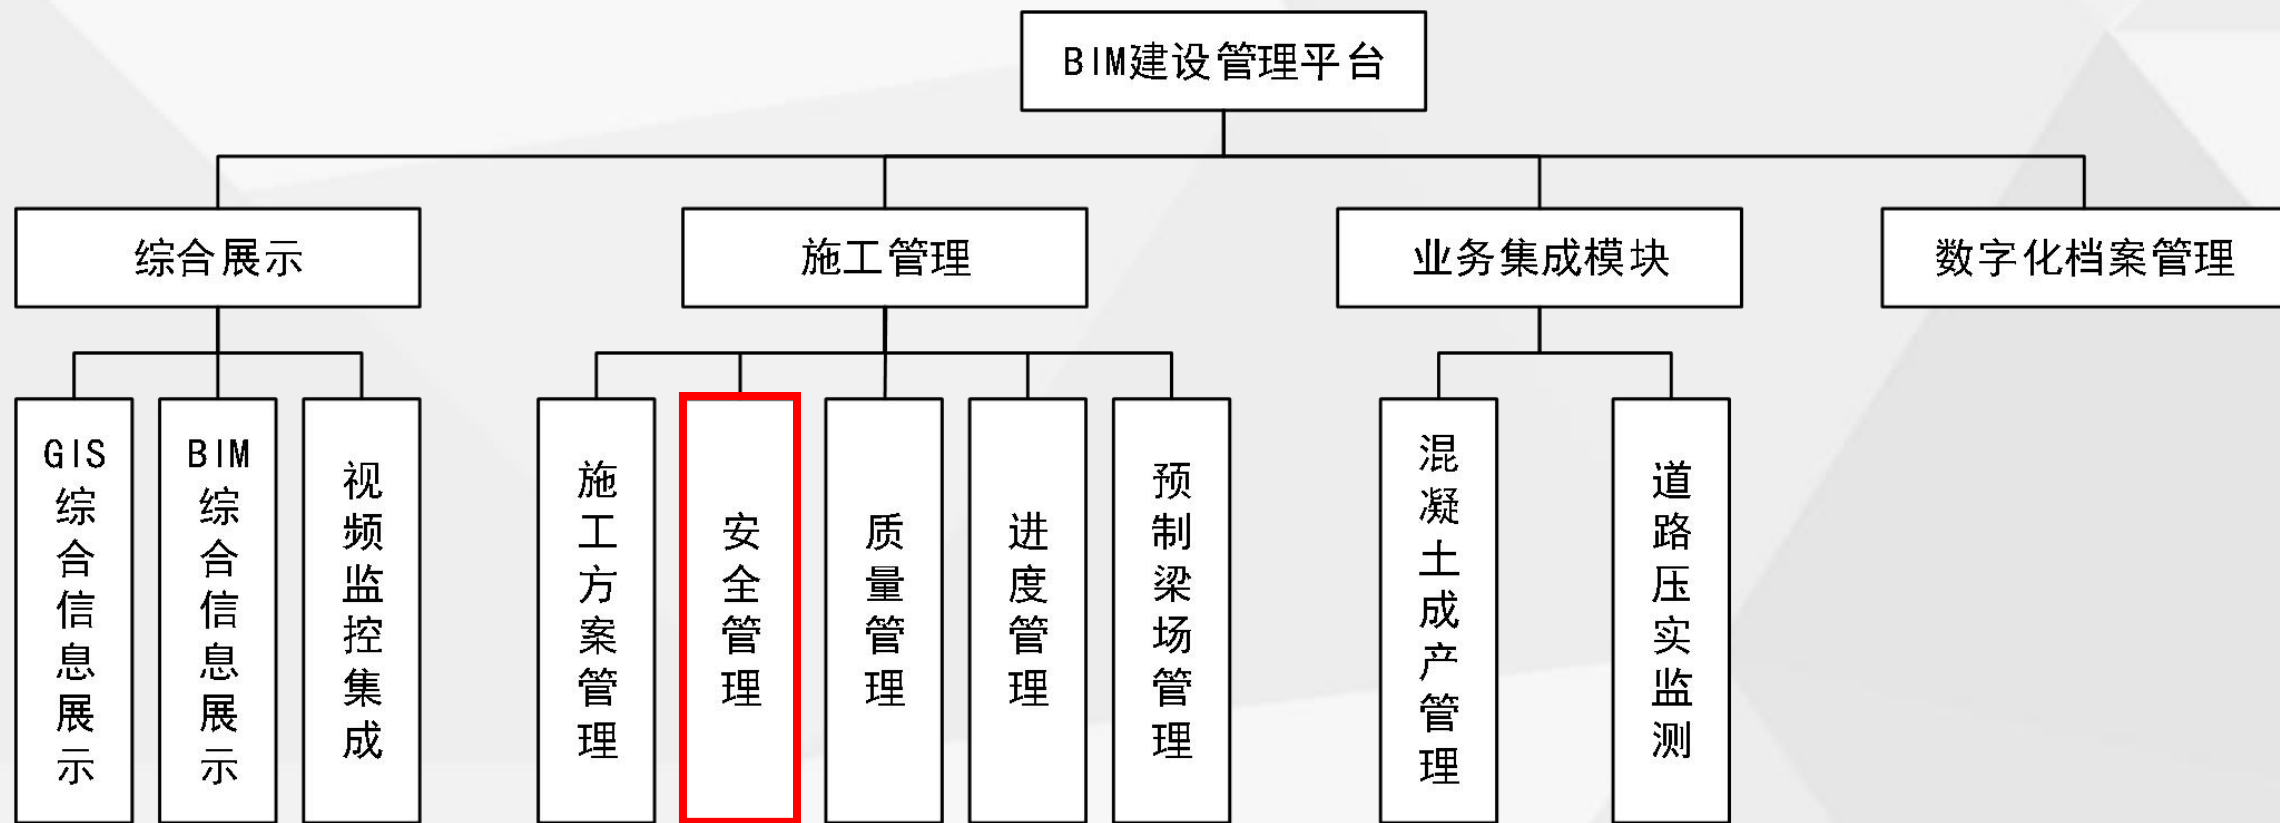 BIM建设管理平台
综合展示
施工管理
业务集成模块
数字化档案管理
GIS综合信息展示
BIM综合信息展示
视频监控集成
施工方案管理
安全管理
质量管理
进度管理
预制梁场管理
混凝土成产管理
道路压实监测